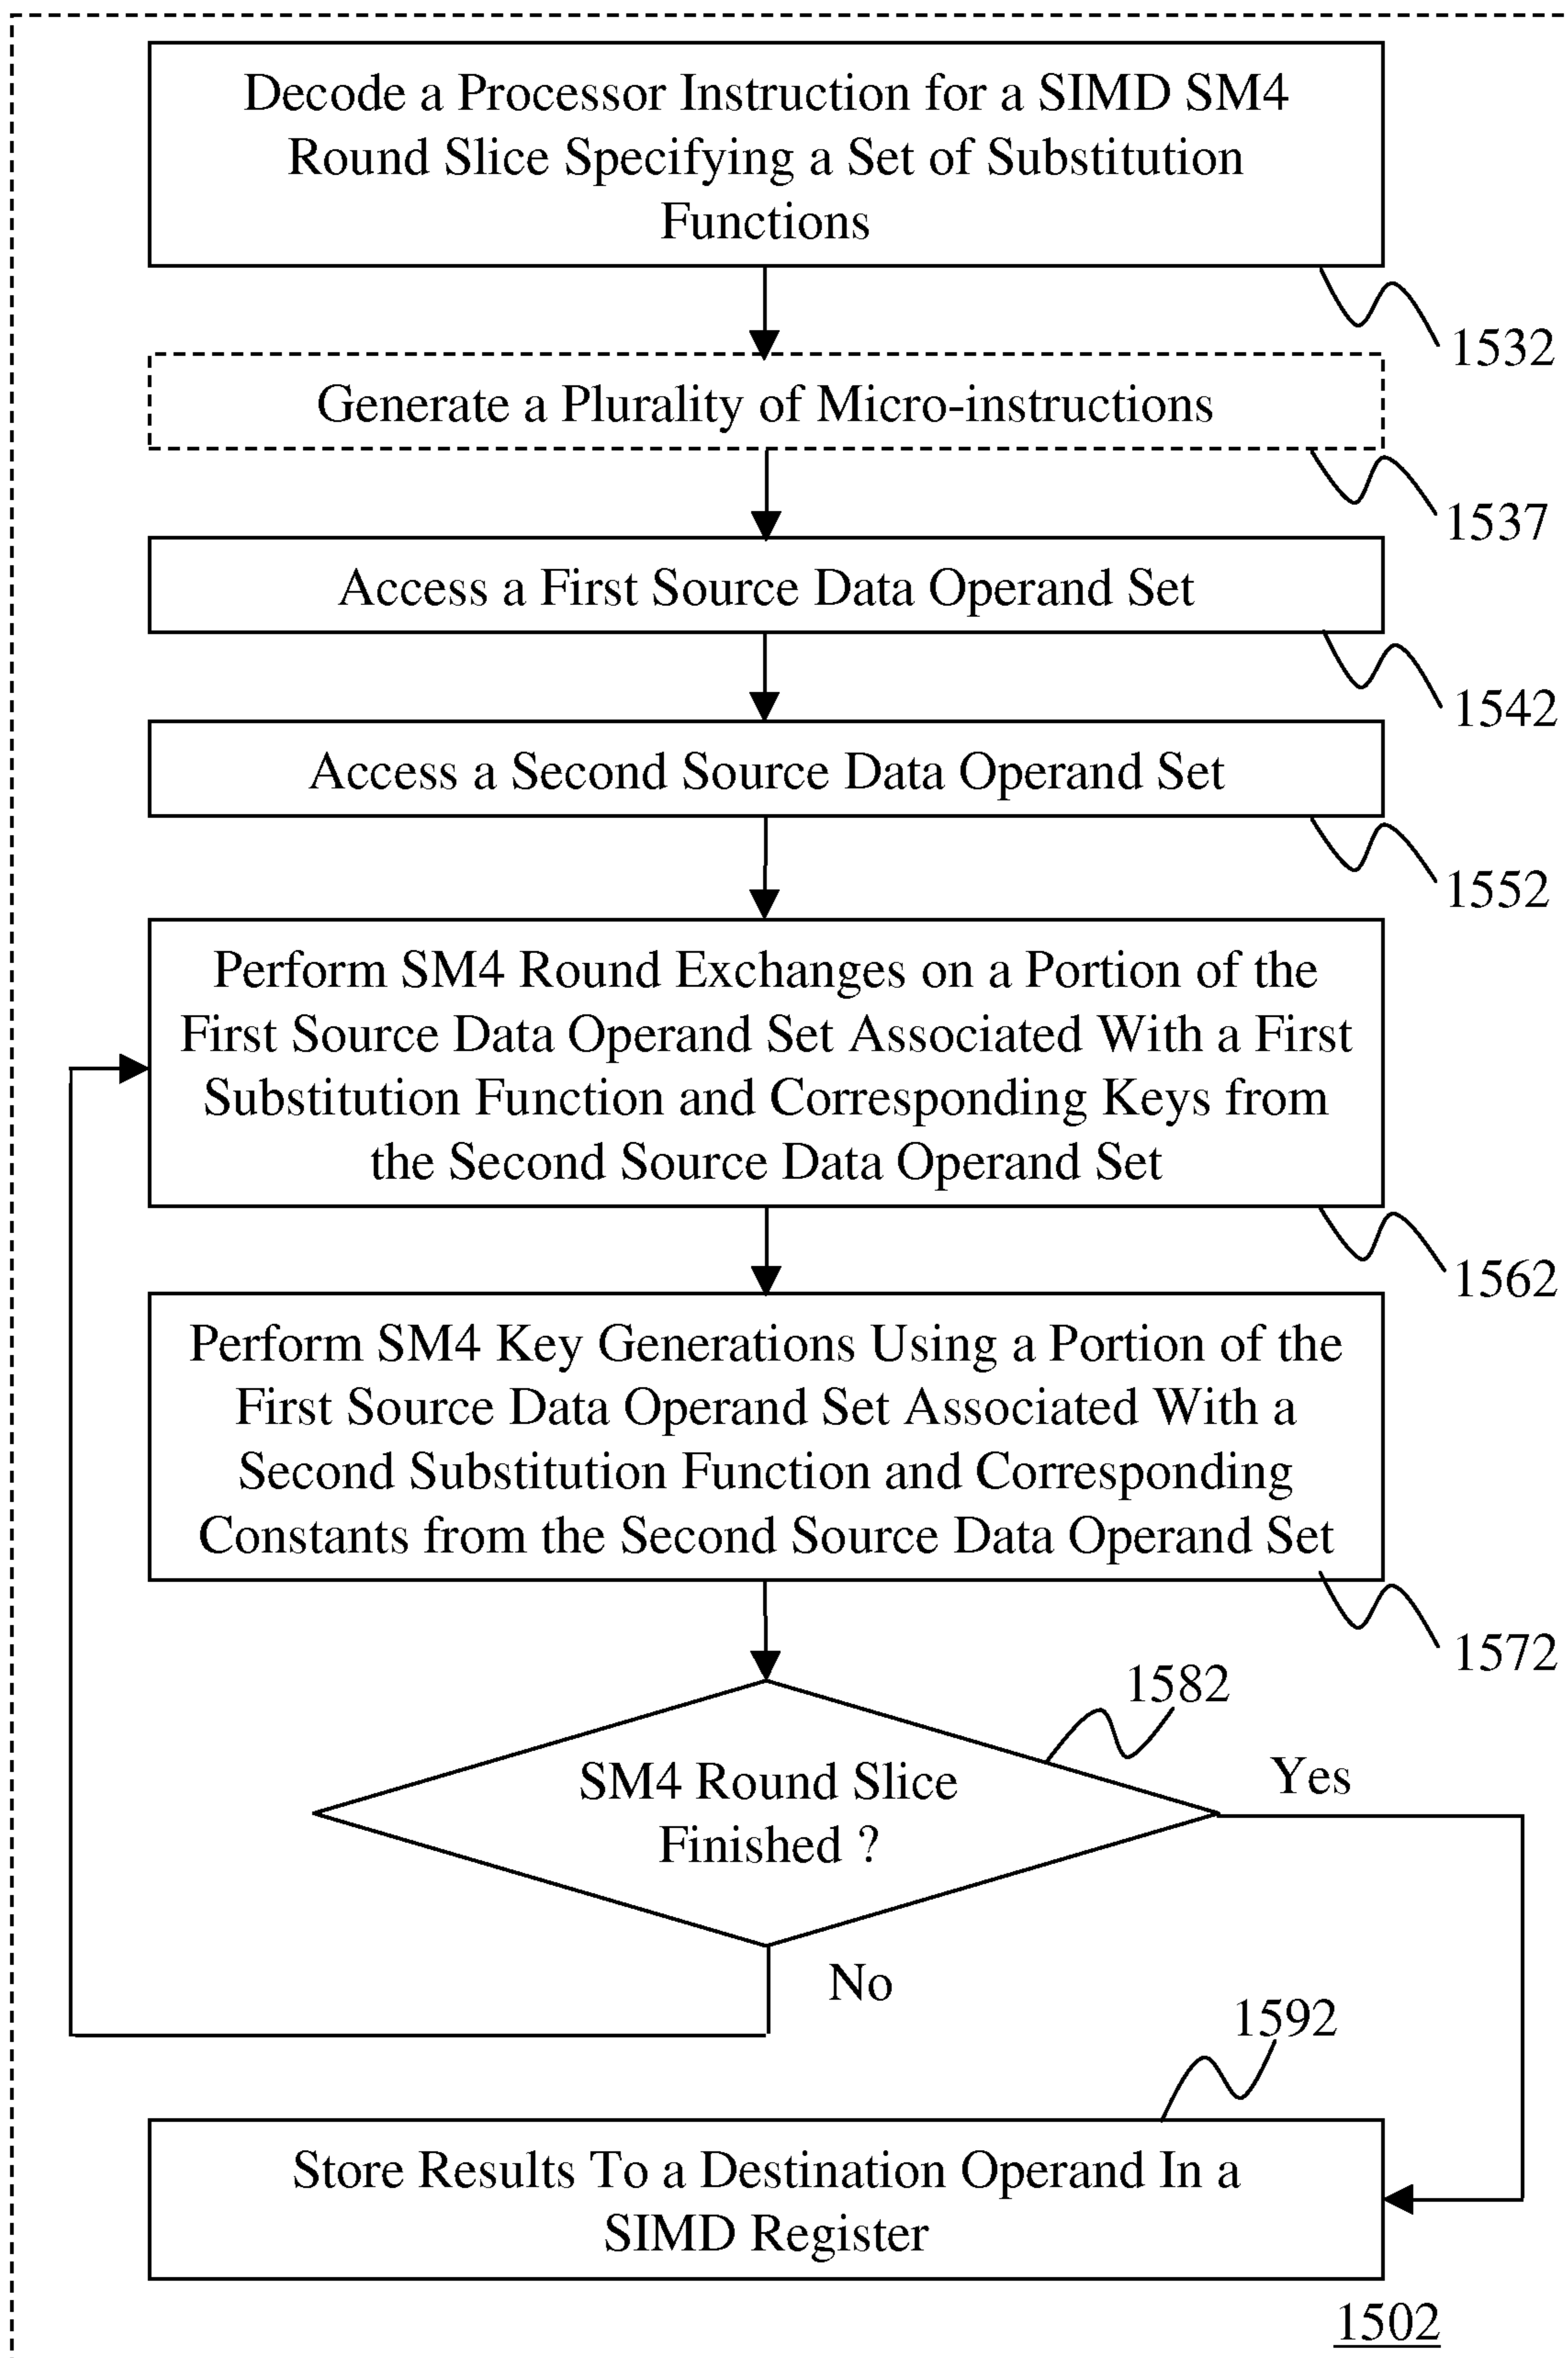 Decode a Processor Instruction for a SIMD SM4
Round Slice Specifying a Set of Substitution
Functions
1532
Generate a Plurality of Micro-instructions
1537
Access a First Source Data Operand Set
1542
Access a Second Source Data Operand Set
1552
Perform SM4 Round Exchanges on a Portion of the
First Source Data Operand Set Associated With a First
Substitution Function and Corresponding Keys from
the Second Source Data Operand Set
1562
Perform SM4 Key Generations Using a Portion of the
First Source Data Operand Set Associated With a
Second Substitution Function and Corresponding
Constants from the Second Source Data Operand Set
1572
1582
SM4 Round Slice
Finished ?
Yes
No
1592
Store Results To a Destination Operand In a
SIMD Register
1502